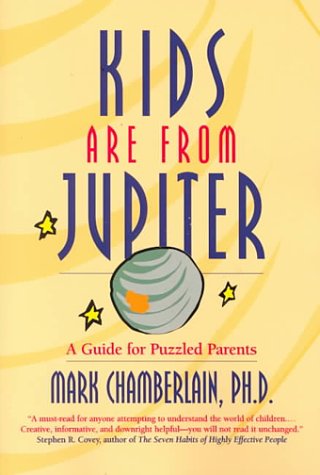 KIDS
ARE FROM
JUPITER
A Guide for Puzzled Parents
MARK CHAMBERLAIN, PH.D.
"A must-read for anyone attempting to understand the world of children....
Creative, informative, and downright helpful—you will not read it unchanged."
Stephen R. Covey, author of The Seven Habits of Highly Effective People